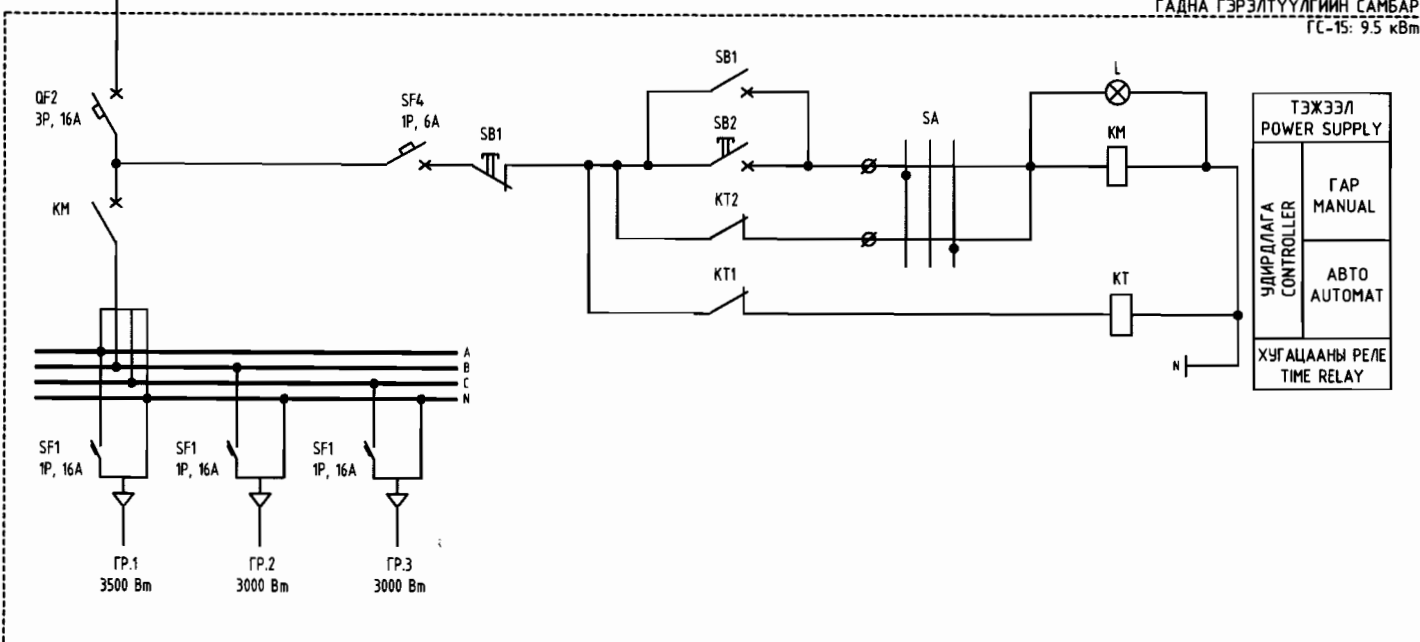 ГАДНА ГЭРЭЛТҮҮЛГИЙН САМБАР
ГС-15: 9.5 кВт
QF2
3P, 16A
SF4
1P, 6A
SB1
SB1
SB2
KT2
KT1
SA
L
KM
KT
KM
N
ТЭЖЭЭЛ
POWER SUPPLY
УДИРДЛАГА
CONTROLLER
ГАР
MANUAL
АВТО
AUTOMAT
ХУГАЦААНЫ РЕЛЕ
TIME RELAY
A
B
C
N
SF1
1P, 16A
SF1
1P, 16A
SF1
1P, 16A
ГР.1
3500 Вт
ГР.2
3000 Вт
ГР.3
3000 Вт